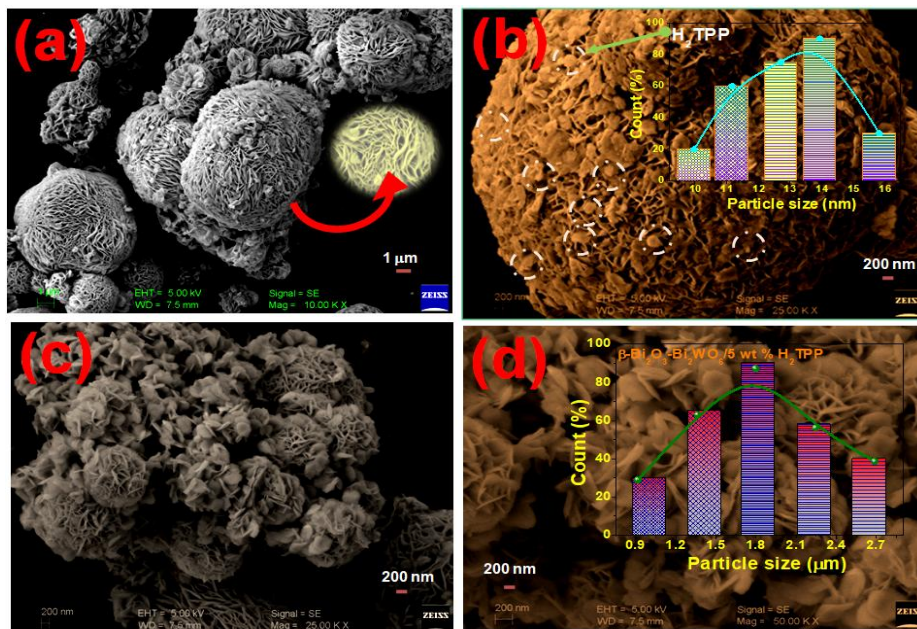 (a)
1 µm
EHT = 5.00 kV
WD = 7.5 mm
Signal = SE
Mag = 10.00 K X
ZEISS
(b)
H₂TPP
Count (%)
100
80
60
40
20
0
10 11 12 13 14 15 16
Particle size (nm)
200 nm
200 nm
EHT = 5.00 kV
WD = 7.5 mm
Signal = SE
Mag = 25.00 K X
ZEISS
(c)
200 nm
200 nm
EHT = 5.00 kV
WD = 7.5 mm
Signal = SE
Mag = 25.00 K X
ZEISS
(d)
β-Bi₂O₃-Bi₂WO₆/5 wt % H₂TPP
Count (%)
100
80
60
40
20
0
0.9 1.2 1.5 1.8 2.1 2.4 2.7
Particle size (µm)
200 nm
200 nm
EHT = 5.00 kV
WD = 7.5 mm
Signal = SE
Mag = 50.00 K X
ZEISS